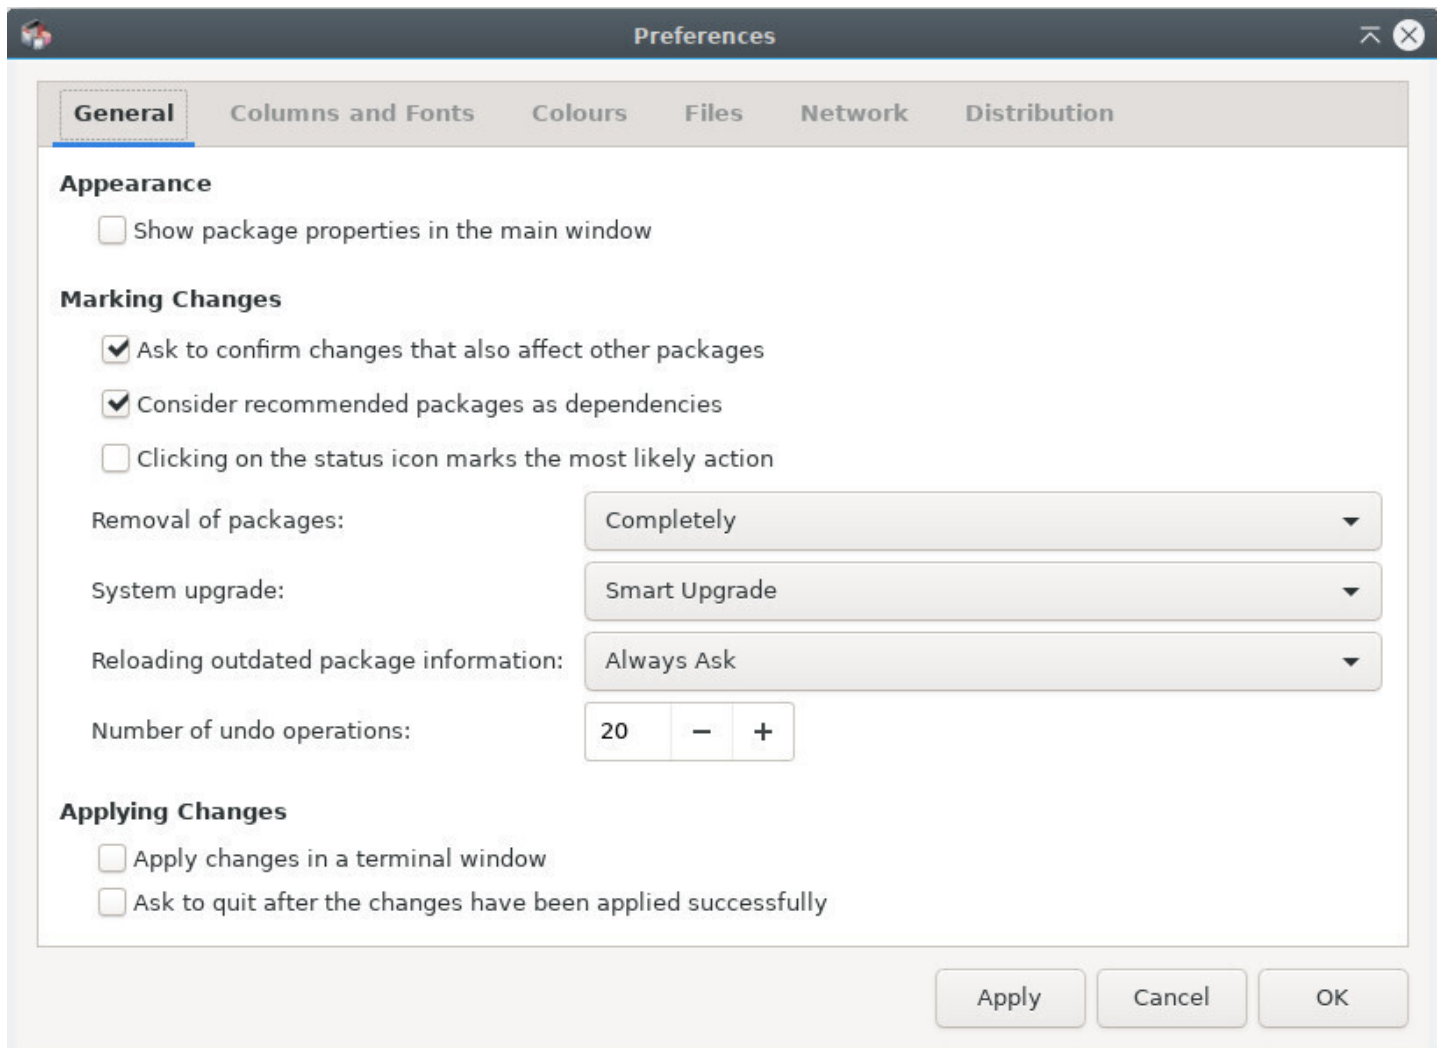 Preferences
General Columns and Fonts Colours Files Network Distribution
Appearance
Show package properties in the main window
Marking Changes
Ask to confirm changes that also affect other packages
Consider recommended packages as dependencies
Clicking on the status icon marks the most likely action
Removal of packages: Completely
System upgrade: Smart Upgrade
Reloading outdated package information: Always Ask
Number of undo operations: 20 − +
Applying Changes
Apply changes in a terminal window
Ask to quit after the changes have been applied successfully
Apply Cancel OK